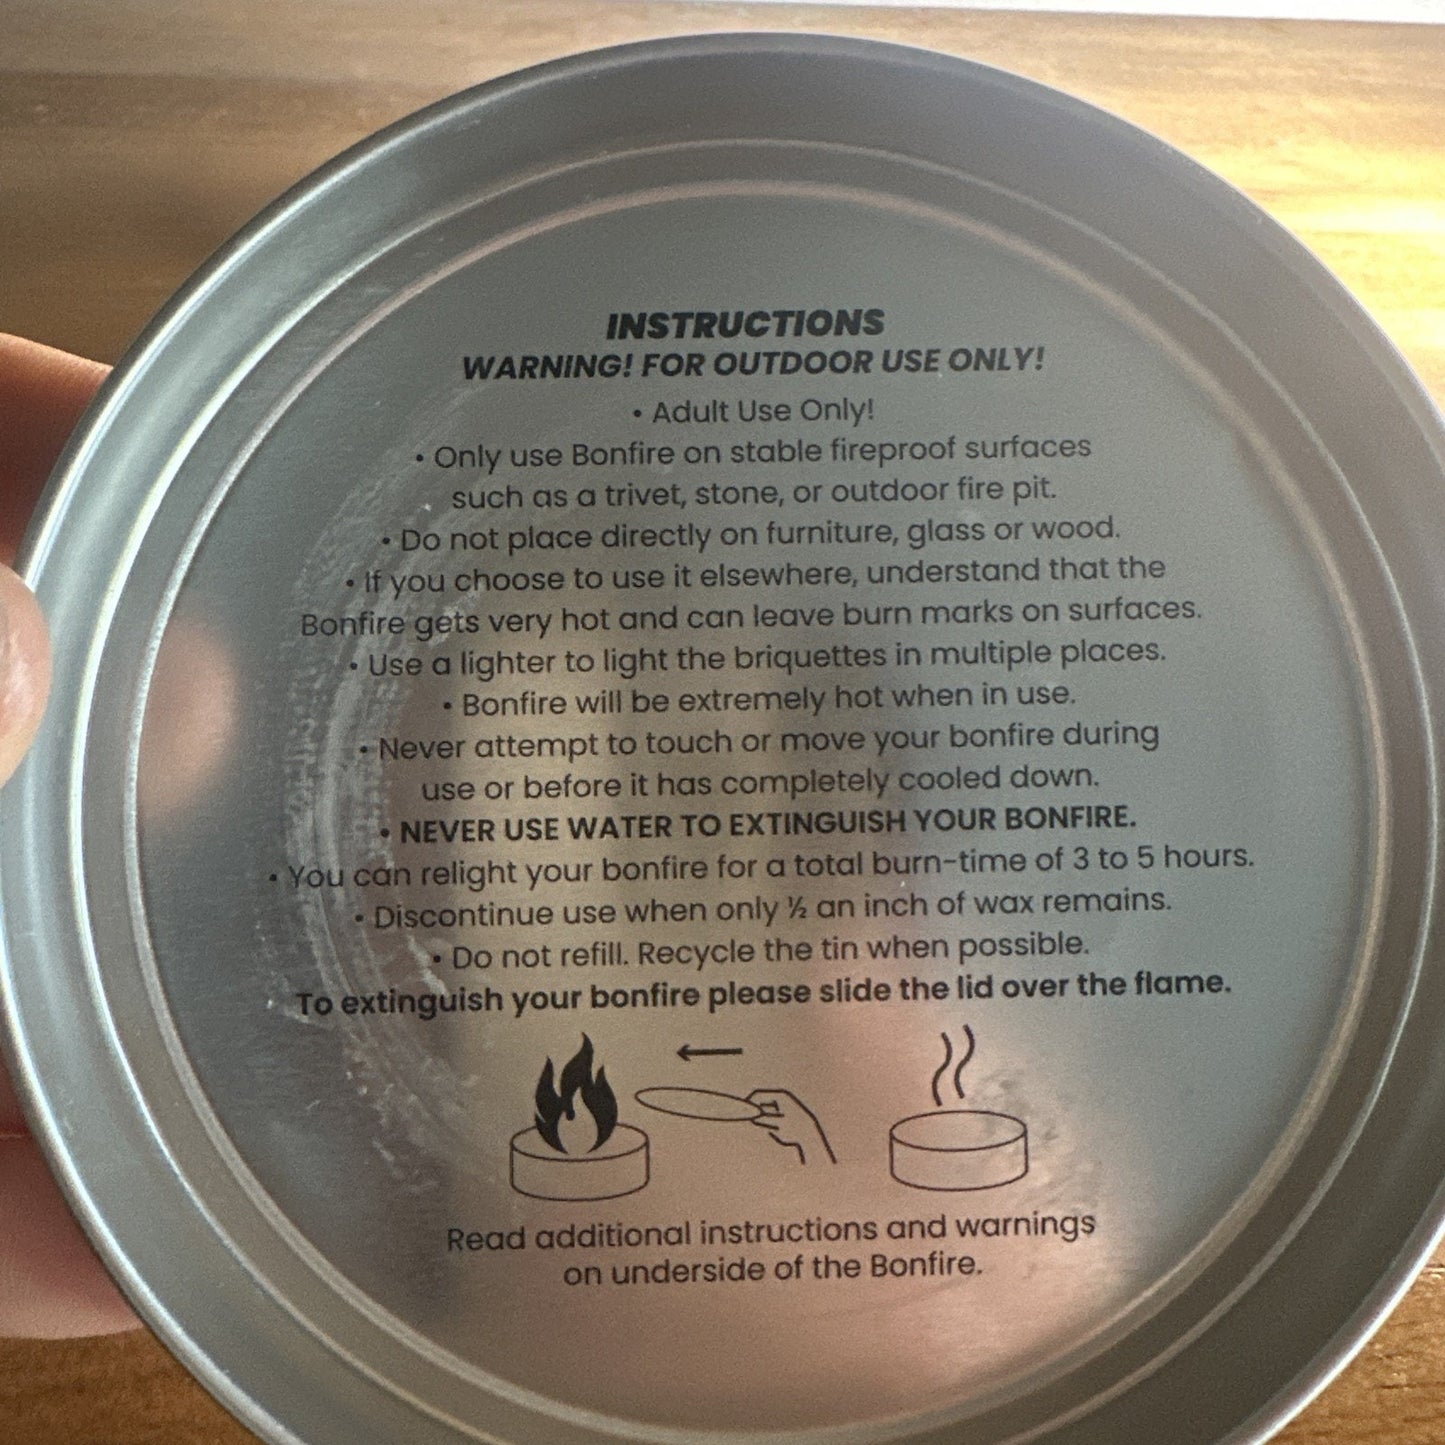 INSTRUCTIONS
WARNING! FOR OUTDOOR USE ONLY!
• Adult Use Only!
• Only use Bonfire on stable fireproof surfaces
such as a trivet, stone, or outdoor fire pit.
• Do not place directly on furniture, glass or wood.
• If you choose to use it elsewhere, understand that the
Bonfire gets very hot and can leave burn marks on surfaces.
• Use a lighter to light the briquettes in multiple places.
• Bonfire will be extremely hot when in use.
• Never attempt to touch or move your bonfire during
use or before it has completely cooled down.
• NEVER USE WATER TO EXTINGUISH YOUR BONFIRE.
• You can relight your bonfire for a total burn-time of 3 to 5 hours.
• Discontinue use when only ½ an inch of wax remains.
• Do not refill. Recycle the tin when possible.
To extinguish your bonfire please slide the lid over the flame.
Read additional instructions and warnings
on underside of the Bonfire.